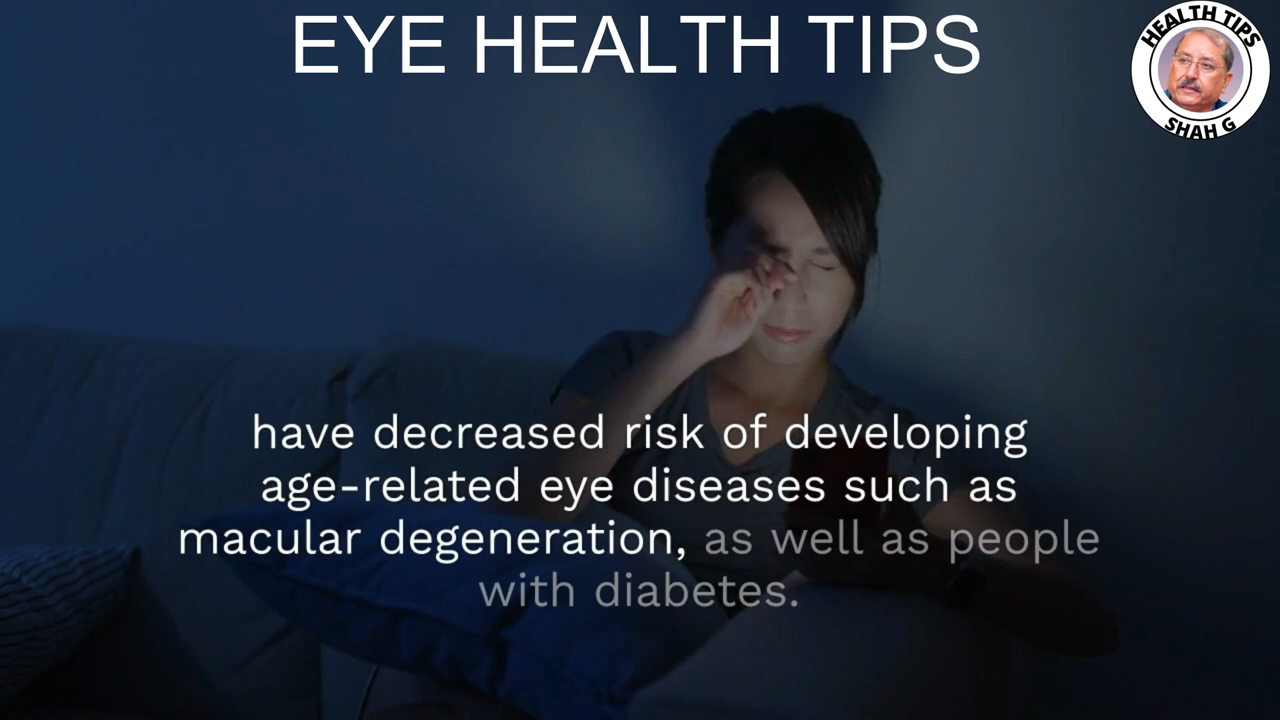 EYE HEALTH TIPS
HEALTH TIPS
SHAH G
have decreased risk of developing
age-related eye diseases such as
macular degeneration, as well as people
with diabetes.